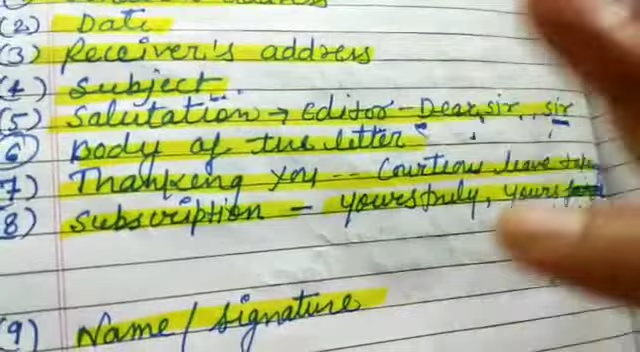 address
(2) Date
(3) Receiver's address
(4) Subject
(5) Salutation → Editor - Dear, sir, sir
(6) Body of the letter
(7) Thanking you -- Courteous leave
(8) Subscription - yours truly, yours
(9) Name / signature